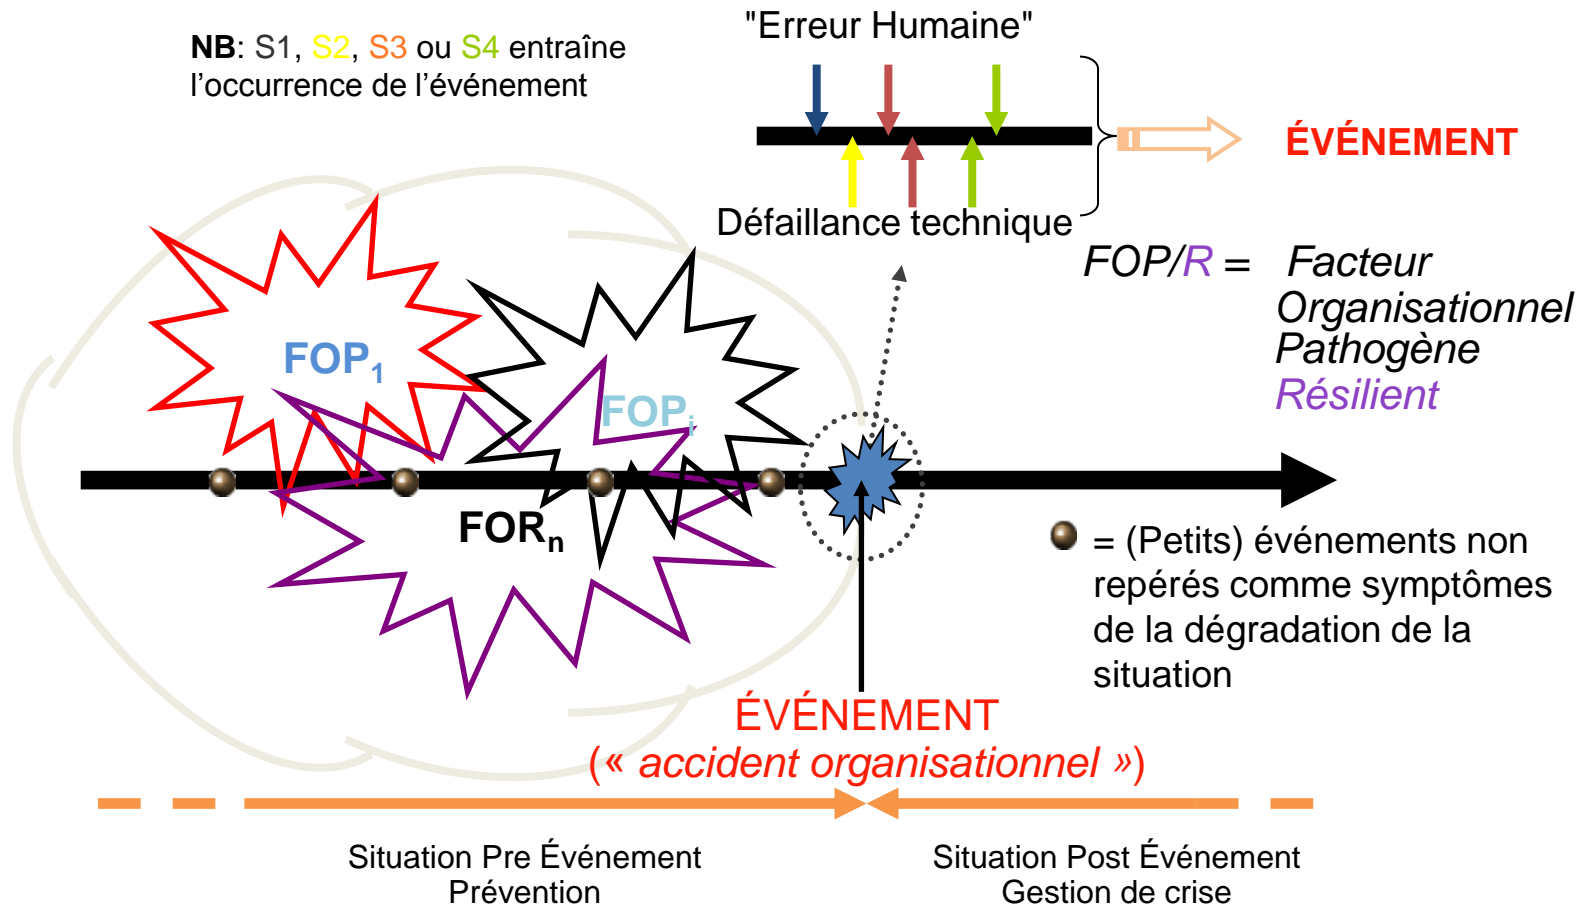 "Erreur Humaine"
NB: S1, S2, S3 ou S4 entraîne
l'occurrence de l'événement
ÉVÉNEMENT
Défaillance technique
FOP/R = Facteur
Organisationnel
Pathogène
Résilient
FOP1
FOPi
FORn
= (Petits) événements non
repérés comme symptômes
de la dégradation de la
situation
ÉVÉNEMENT
(« accident organisationnel »)
Situation Pre Événement
Prévention
Situation Post Événement
Gestion de crise